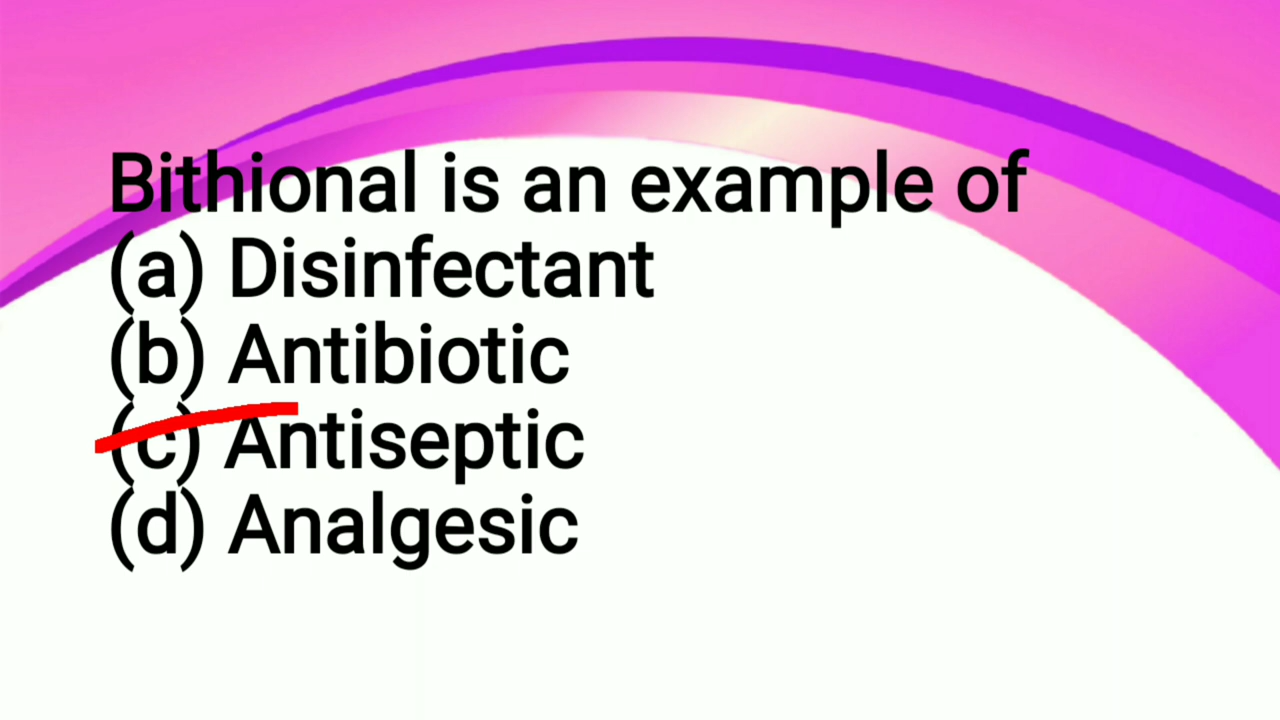 Bithional is an example of
(a) Disinfectant
(b) Antibiotic
(c) Antiseptic
(d) Analgesic